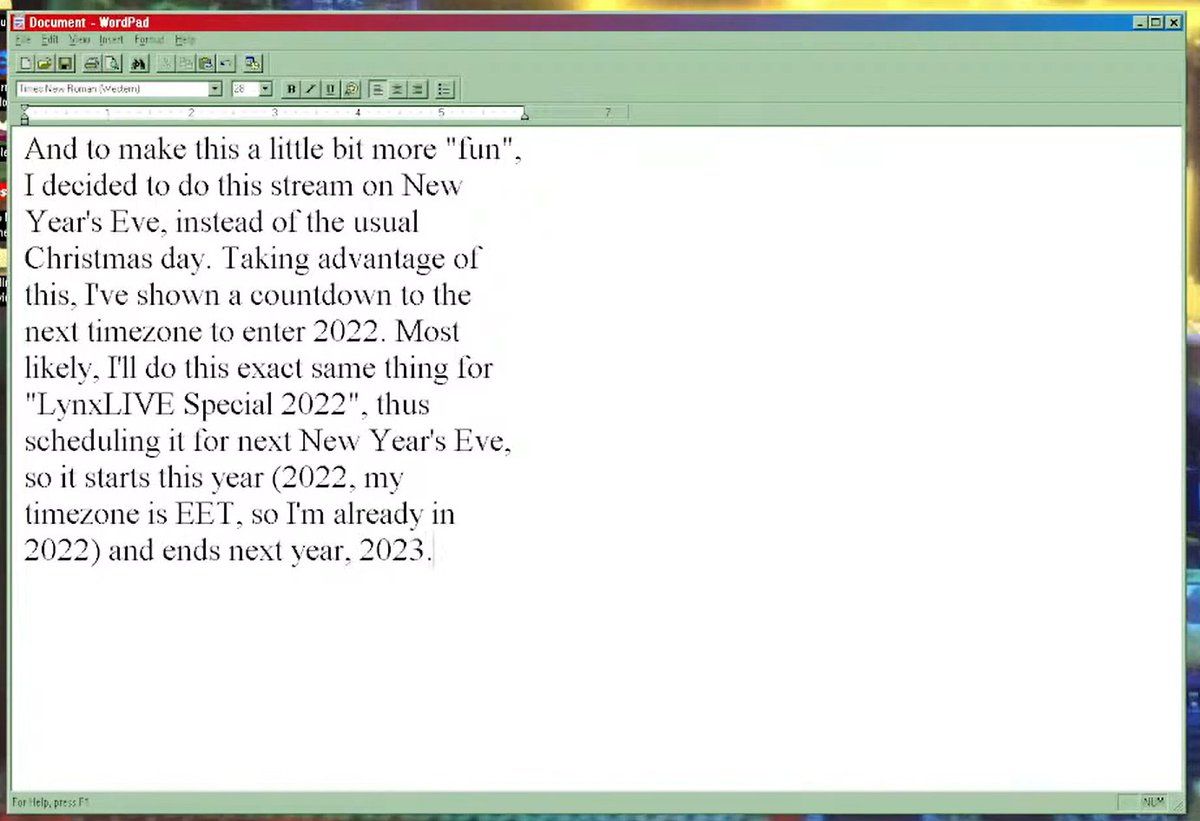 Document - WordPad
File Edit View Insert Format Help
Times New Roman (Western) 28 B U
1 2 3 4 5 7
And to make this a little bit more "fun",
I decided to do this stream on New
Year's Eve, instead of the usual
Christmas day. Taking advantage of
this, I've shown a countdown to the
next timezone to enter 2022. Most
likely, I'll do this exact same thing for
"LynxLIVE Special 2022", thus
scheduling it for next New Year's Eve,
so it starts this year (2022, my
timezone is EET, so I'm already in
2022) and ends next year, 2023.
For Help, press F1
NUM